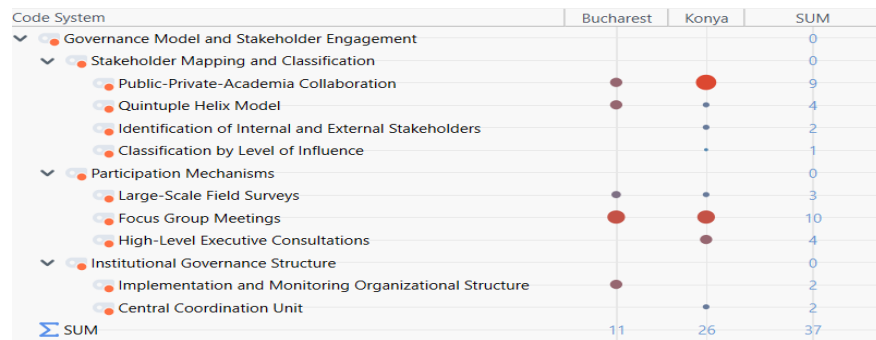 Code System Bucharest Konya SUM
Governance Model and Stakeholder Engagement 0
Stakeholder Mapping and Classification 0
Public-Private-Academia Collaboration 9
Quintuple Helix Model 4
Identification of Internal and External Stakeholders 2
Classification by Level of Influence 1
Participation Mechanisms 0
Large-Scale Field Surveys 3
Focus Group Meetings 10
High-Level Executive Consultations 4
Institutional Governance Structure 0
Implementation and Monitoring Organizational Structure 2
Central Coordination Unit 2
Σ SUM 11 26 37